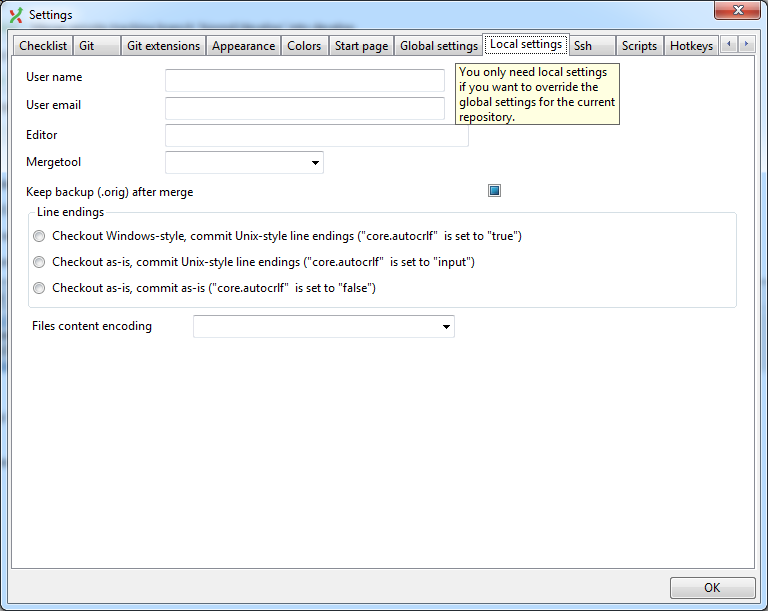 Settings
Checklist Git Git extensions Appearance Colors Start page Global settings Local settings Ssh Scripts Hotkeys
You only need local settings
if you want to override the
global settings for the current
repository.
User name
User email
Editor
Mergetool
Keep backup (.orig) after merge
Line endings
Checkout Windows-style, commit Unix-style line endings ("core.autocrlf" is set to "true")
Checkout as-is, commit Unix-style line endings ("core.autocrlf" is set to "input")
Checkout as-is, commit as-is ("core.autocrlf" is set to "false")
Files content encoding
OK